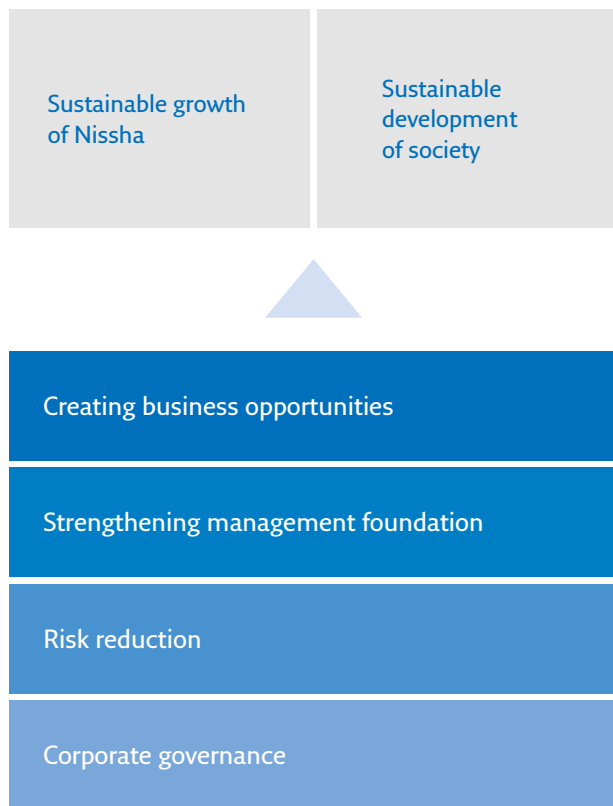 Sustainable growth
of Nissha
Sustainable
development
of society
Creating business opportunities
Strengthening management foundation
Risk reduction
Corporate governance